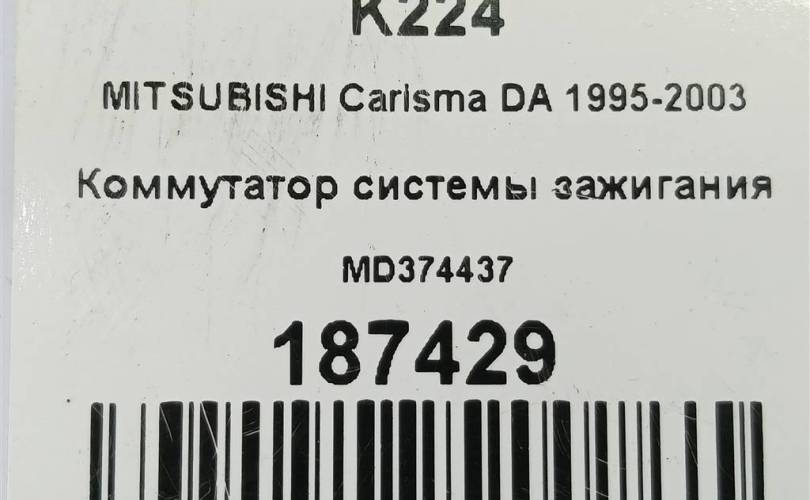 K224
MITSUBISHI Carisma DA 1995-2003
Коммутатор системы зажигания
MD374437
187429